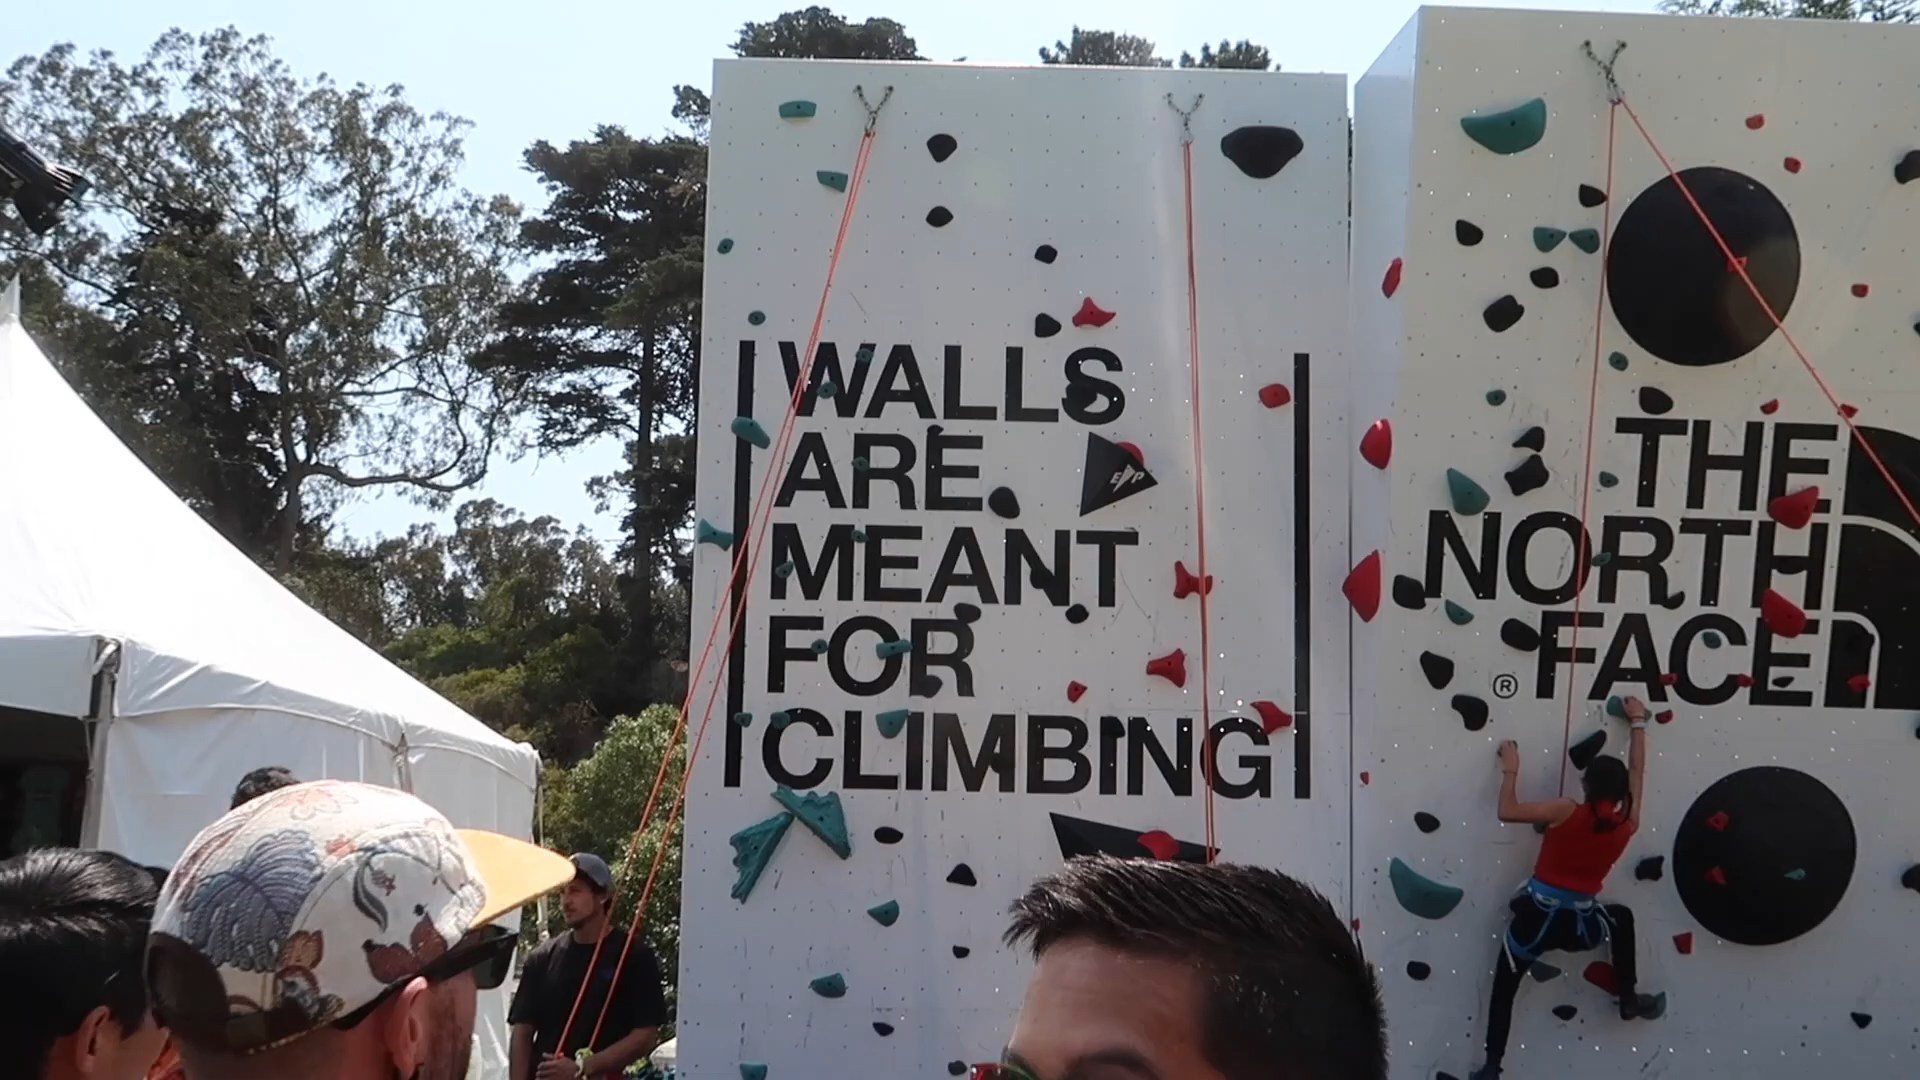 WALLS
ARE
MEANT
FOR
CLIMBING
E P
THE
NORTH
FACE
®